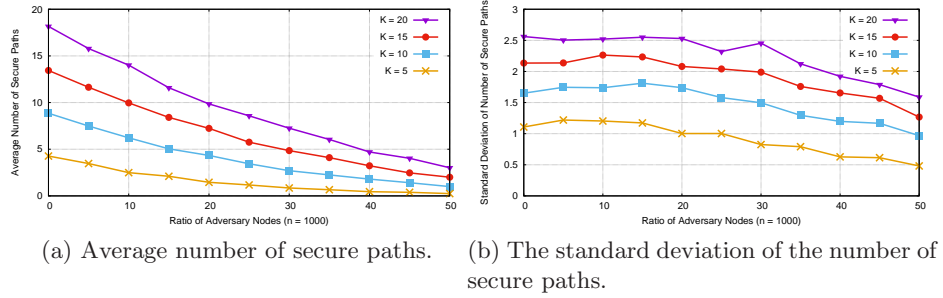 Average Number of Secure Paths
20
15
10
5
0
K = 20
K = 15
K = 10
K = 5
0 10 20 30 40 50
Ratio of Adversary Nodes (n = 1000)
(a) Average number of secure paths.
Standard Deviation of Number of Secure Paths
3
2.5
2
1.5
1
0.5
0
K = 20
K = 15
K = 10
K = 5
0 10 20 30 40 50
Ratio of Adversary Nodes (n = 1000)
(b) The standard deviation of the number of
secure paths.